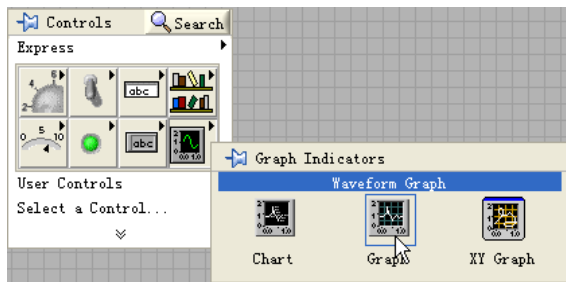 Controls
Search
Express
abc
abc
User Controls
Select a Control...
Graph Indicators
Waveform Graph
Chart
Graph
XY Graph